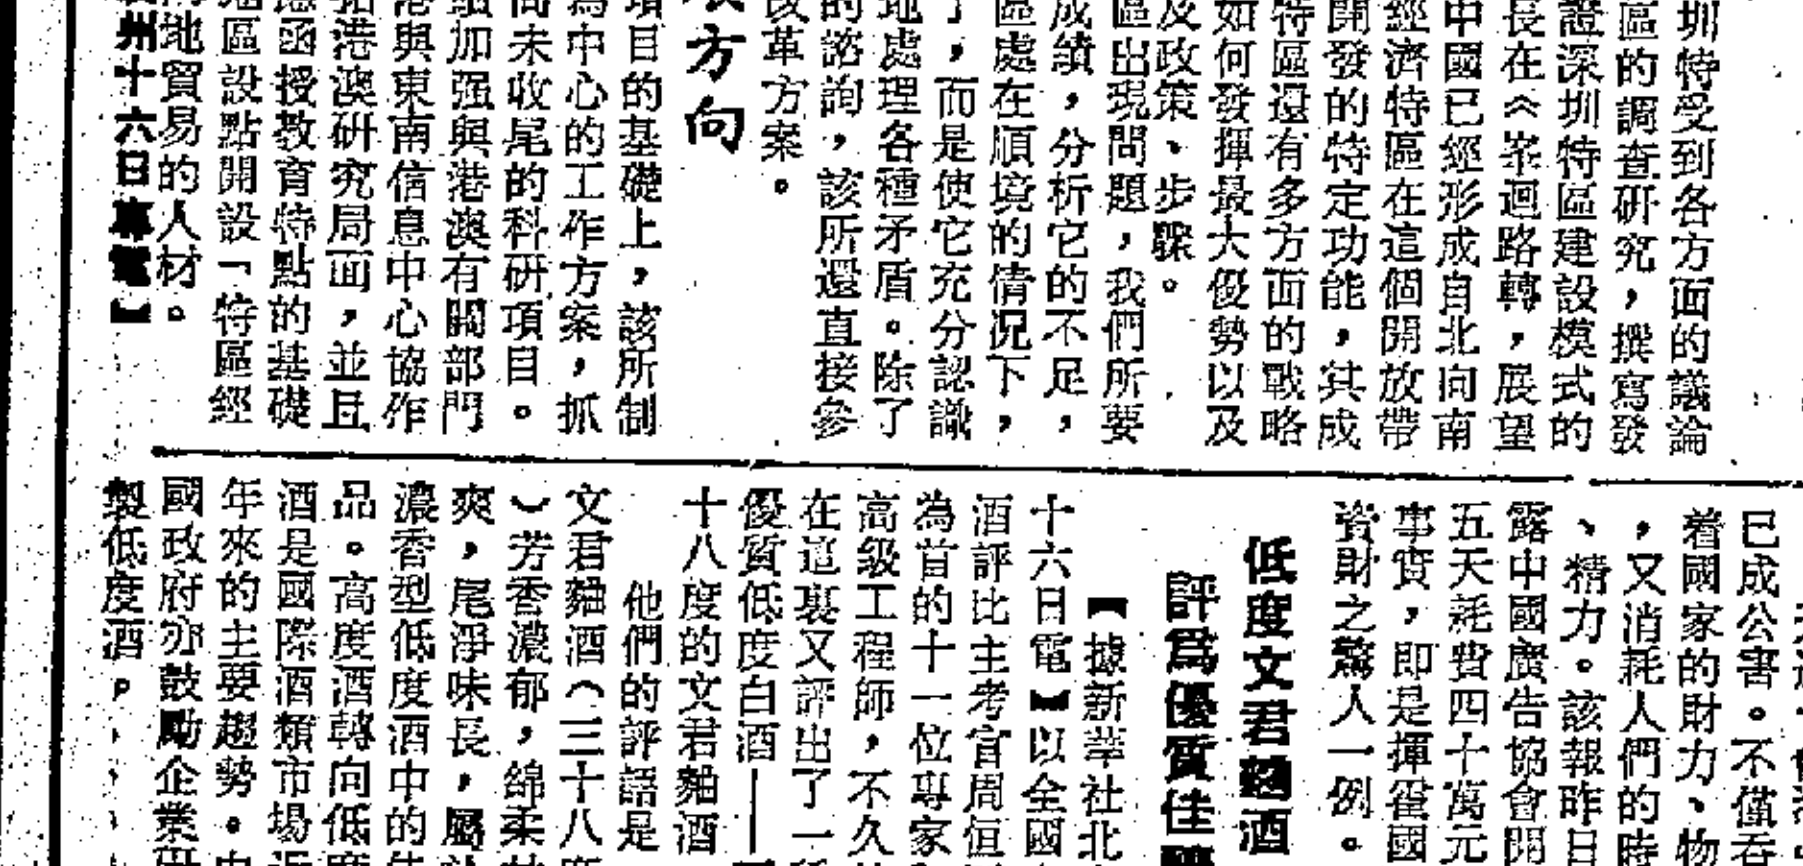 圳特受到各方面的議論
區的調查研究，撰寫發
證深圳特區建設模式的
長在《峯迴路轉，展望
中國已經形成自北向南
經濟特區在這個開放帶
開發的特定功能，其成
特區還有多方面的戰略
如何發揮最大優勢以及
及政策、步驟。
區出現問題，我們所要
成績，分析它的不足，
區處在順境的情况下，
了，而是使它充分認識
地處理各種矛盾。除了
的諮詢，該所還直接參
改革方案。
方向
項目的基礎上，該所制
為中心的工作方案，抓
尚未收尾的科研項目。
續加强與港澳有關部門
港與東南信息中心協作
港澳研究局面，並且
函授教育特點的基礎
區設點開設「特區經
地貿易的人材。
州十六日專電】
已成公害。不僅吞
着國家的財力、物
，又消耗人們的時
、精力。該報昨日
露中國廣告協會開
五天耗費四十萬元
事實，即是揮霍國
資財之驚人一例。
低度文君麯酒
評爲優質佳釀
【據新華社北
十六日電】以全國
酒評比主考官周恒
為首的十一位專家
高級工程師，不久
在這裏又評出了一
優質低度白酒——
十八度的文君麯酒
他們的評語是
文君麯酒（三十八度
）芳香濃郁，綿柔
爽，尾淨味長，屬
濃香型低度酒中的
品。高度酒轉向低度
酒是國際酒類市場近
年來的主要趨勢。中
國政府亦鼓勵企業研
製低度酒。